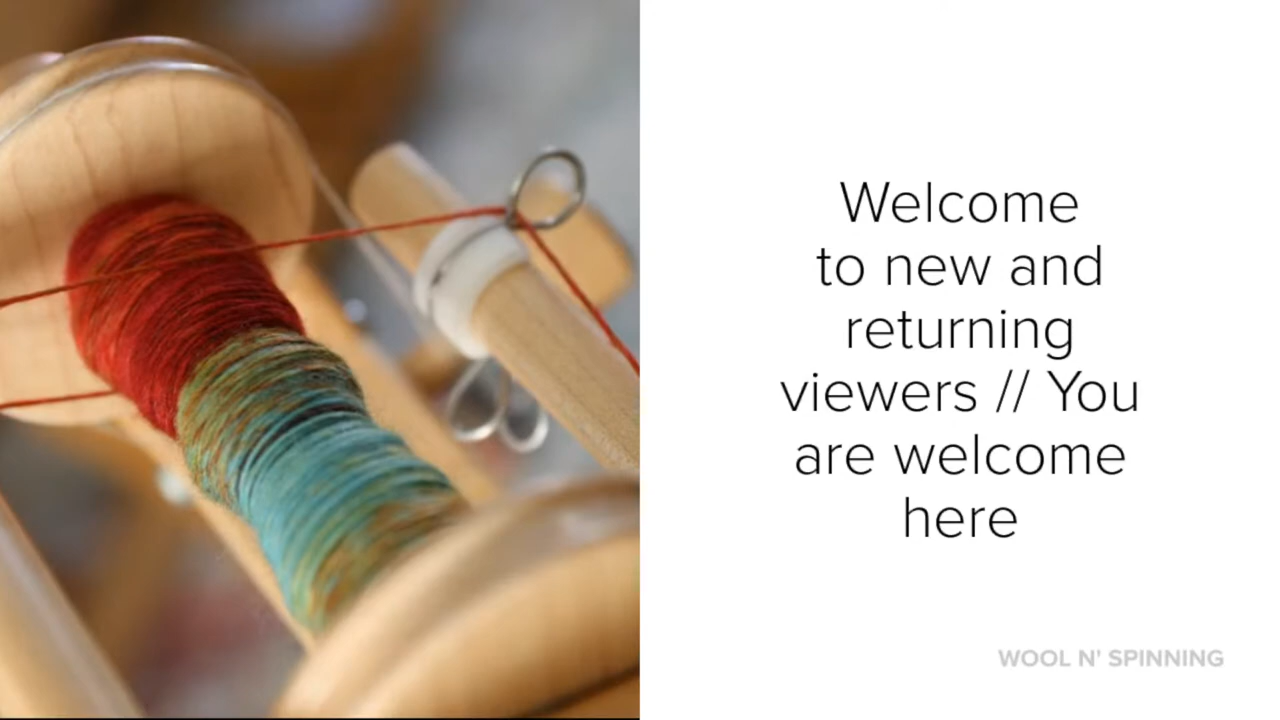 Welcome
to new and
returning
viewers // You
are welcome
here
WOOL N' SPINNING